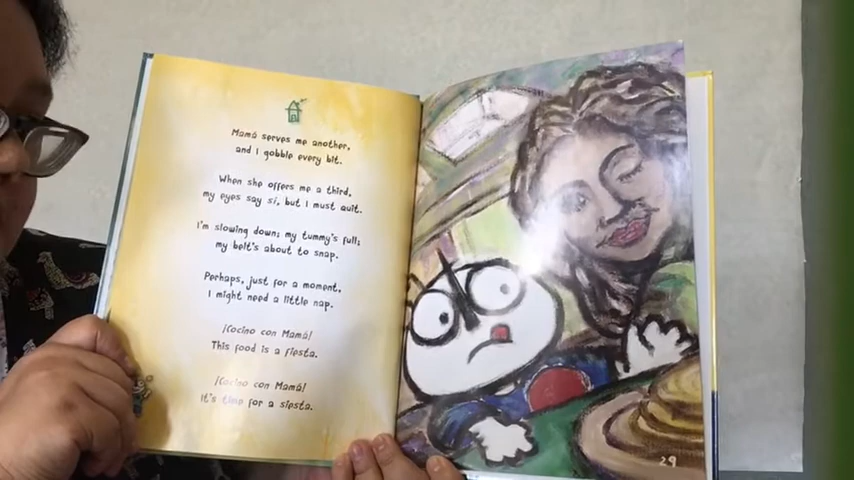 Mamá serves me another,
and I gobble every bit.
When she offers me a third,
my eyes say sí, but I must quit.
I'm slowing down; my tummy's full;
my belt's about to snap.
Perhaps, just for a moment,
I might need a little nap.
¡Cocino con Mamá!
This food is a fiesta.
¡Cocino con Mamá!
It's time for a siesta.
29